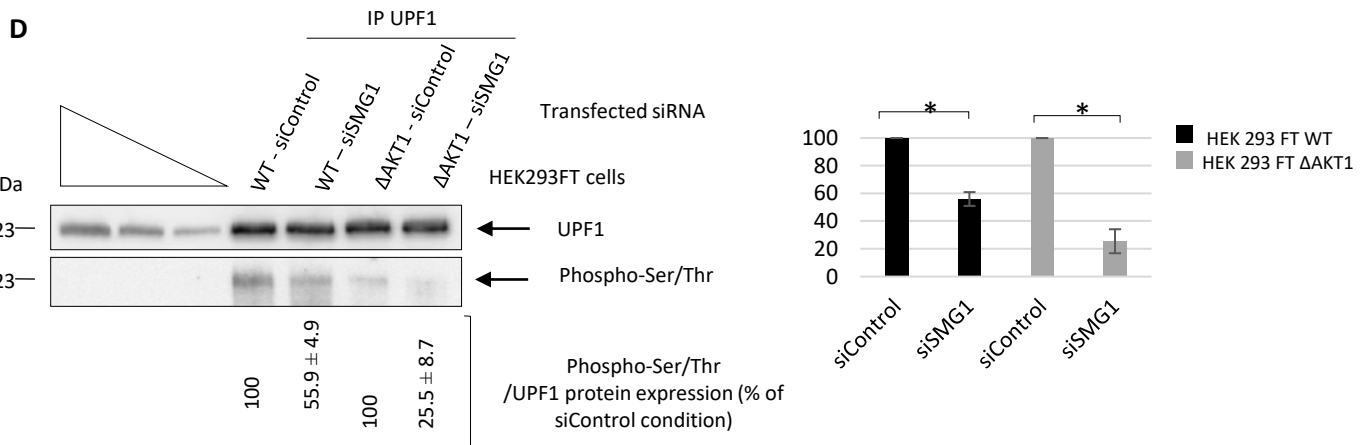 D
IP UPF1
WT - siControl
WT – siSMG1
ΔAKT1 - siControl
ΔAKT1 – siSMG1
Transfected siRNA
HEK293FT cells
Da
23
UPF1
23
Phospho-Ser/Thr
100
55.9 ± 4.9
100
25.5 ± 8.7
Phospho-Ser/Thr
/UPF1 protein expression (% of
siControl condition)
*
*
100
80
60
40
20
0
siControl
siSMG1
siControl
siSMG1
HEK 293 FT WT
HEK 293 FT ΔAKT1